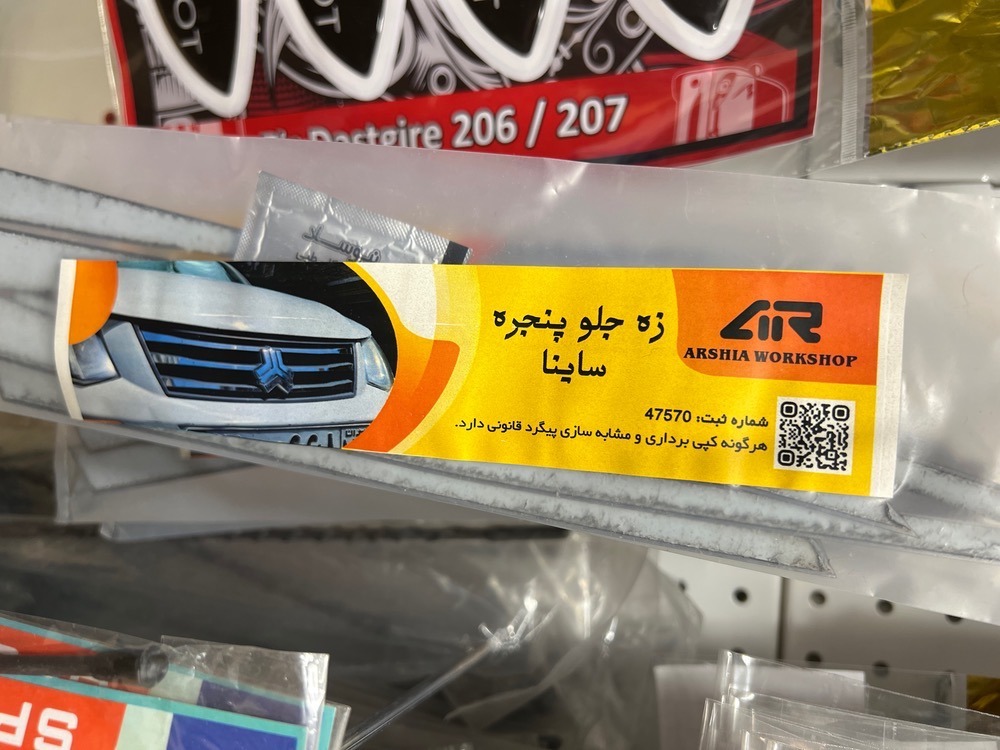 Dastgire 206 / 207
زه جلو پنجره
ساینا
ARSHIA WORKSHOP
شماره ثبت: 47570
هرگونه کپی برداری و مشابه سازی پیگرد قانونی دارد.
SP